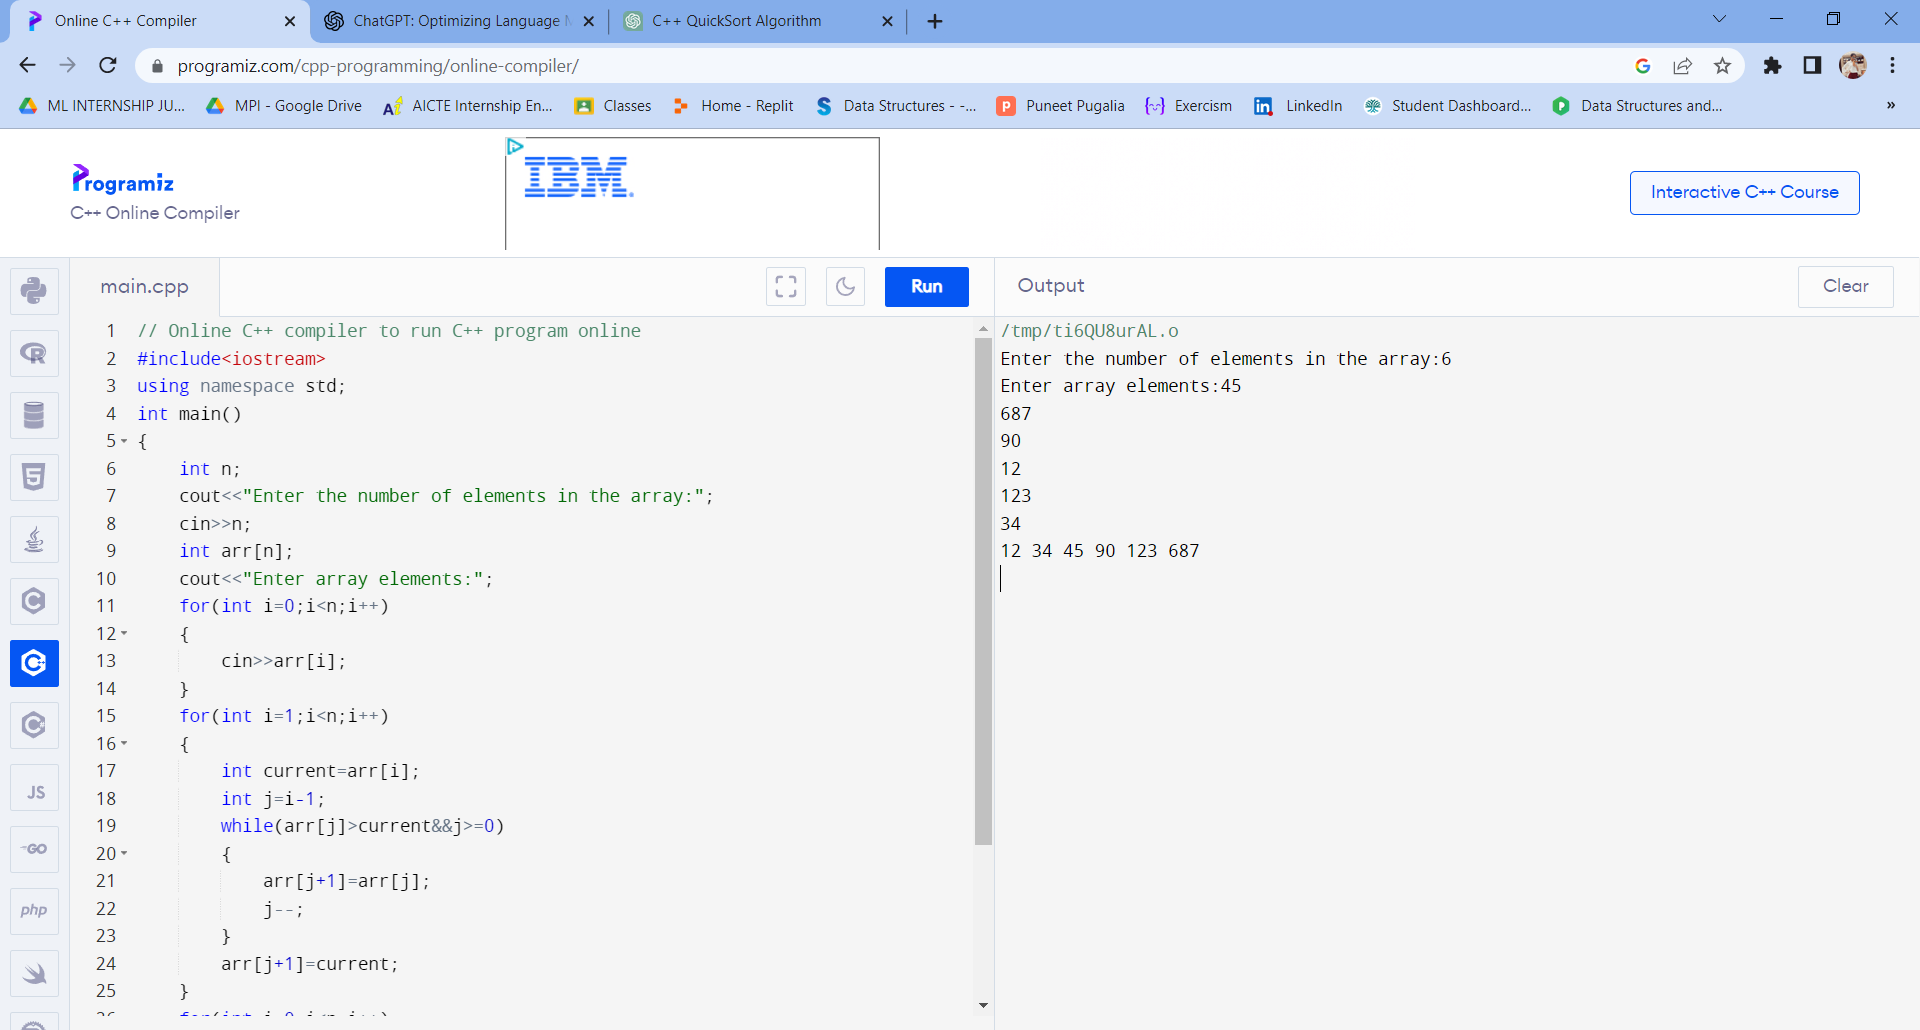 Online C++ Compiler
ChatGPT: Optimizing Language
C++ QuickSort Algorithm
programiz.com/cpp-programming/online-compiler/
ML INTERNSHIP JU...
MPI - Google Drive
AICTE Internship En...
Classes
Home - Replit
Data Structures - -...
Puneet Pugalia
Exercism
LinkedIn
Student Dashboard...
Data Structures and...
»
IBM
Programiz
C++ Online Compiler
Interactive C++ Course
main.cpp
Run
Output
Clear
1 // Online C++ compiler to run C++ program online
2 #include<iostream>
3 using namespace std;
4 int main()
5 {
6 int n;
7 cout<<"Enter the number of elements in the array:";
8 cin>>n;
9 int arr[n];
10 cout<<"Enter array elements:";
11 for(int i=0;i<n;i++)
12 {
13 cin>>arr[i];
14 }
15 for(int i=1;i<n;i++)
16 {
17 int current=arr[i];
18 int j=i-1;
19 while(arr[j]>current&&j>=0)
20 {
21 arr[j+1]=arr[j];
22 j--;
23 }
24 arr[j+1]=current;
25 }
/tmp/ti6QU8urAL.o
Enter the number of elements in the array:6
Enter array elements:45
687
90
12
123
34
12 34 45 90 123 687
JS
GO
php